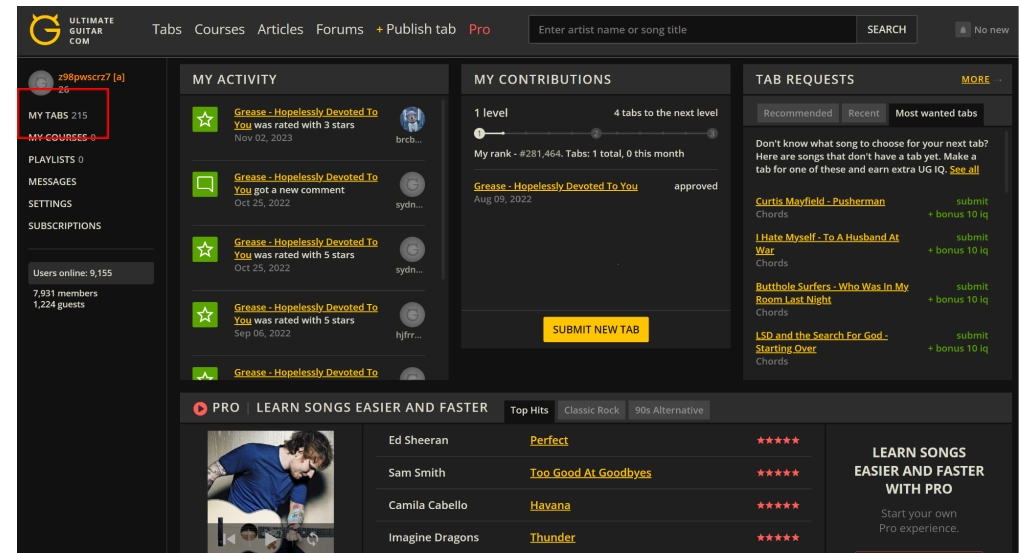 ULTIMATE
GUITAR
COM
Tabs Courses Articles Forums + Publish tab Pro
Enter artist name or song title
SEARCH
No new
z98pwscrz7 [a]
26
MY TABS 215
MY COURSES 0
PLAYLISTS 0
MESSAGES
SETTINGS
SUBSCRIPTIONS
Users online: 9,155
7,931 members
1,224 guests
MY ACTIVITY
Grease - Hopelessly Devoted To
You was rated with 3 stars
Nov 02, 2023
brcb...
Grease - Hopelessly Devoted To
You got a new comment
Oct 25, 2022
sydn...
Grease - Hopelessly Devoted To
You was rated with 5 stars
Oct 25, 2022
sydn...
Grease - Hopelessly Devoted To
You was rated with 5 stars
Sep 06, 2022
hjfrr...
Grease - Hopelessly Devoted To
MY CONTRIBUTIONS
1 level
4 tabs to the next level
1 2 3
My rank - #281,464. Tabs: 1 total, 0 this month
Grease - Hopelessly Devoted To You approved
Aug 09, 2022
SUBMIT NEW TAB
TAB REQUESTS
MORE →
Recommended Recent Most wanted tabs
Don't know what song to choose for your next tab?
Here are songs that don't have a tab yet. Make a
tab for one of these and earn extra UG IQ. See all
Curtis Mayfield - Pusherman submit
Chords + bonus 10 iq
I Hate Myself - To A Husband At submit
War + bonus 10 iq
Chords
Butthole Surfers - Who Was In My submit
Room Last Night + bonus 10 iq
Chords
LSD and the Search For God - submit
Starting Over + bonus 10 iq
Chords
PRO | LEARN SONGS EASIER AND FASTER
Top Hits Classic Rock 90s Alternative
Ed Sheeran Perfect
Sam Smith Too Good At Goodbyes
Camila Cabello Havana
Imagine Dragons Thunder
LEARN SONGS
EASIER AND FASTER
WITH PRO
Start your own
Pro experience.